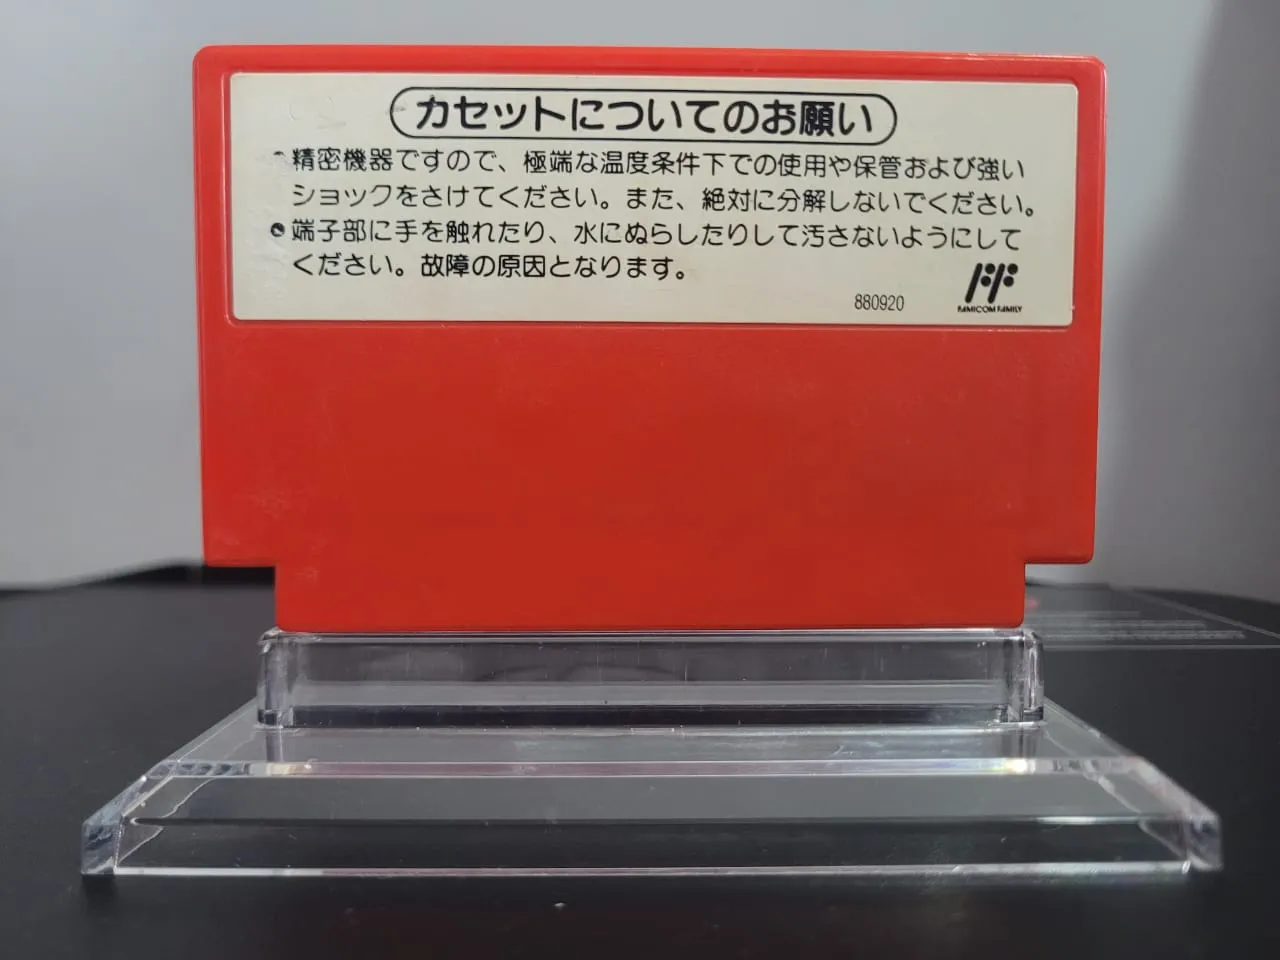 カセットについてのお願い
●精密機器ですので、極端な温度条件下での使用や保管および強い
ショックをさけてください。また、絶対に分解しないでください。
●端子部に手を触れたり、水にぬらしたりして汚さないようにして
ください。故障の原因となります。
880920
FAMICOM FAMILY